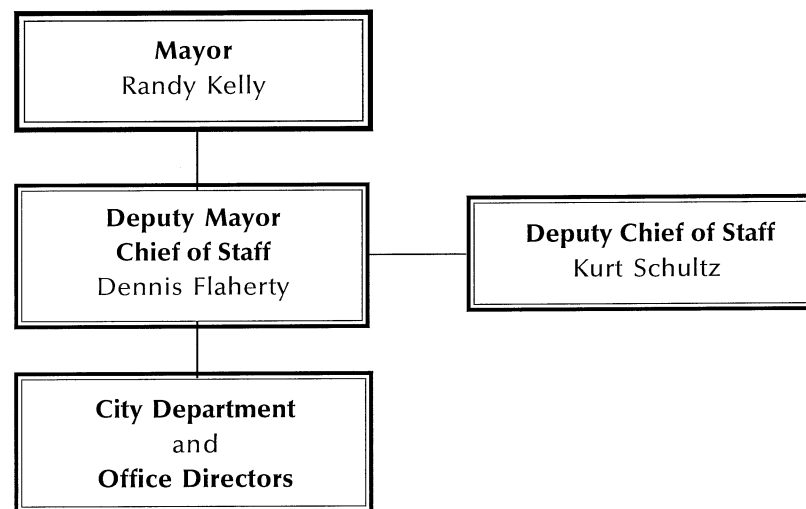 Mayor
Randy Kelly
Deputy Mayor
Chief of Staff
Dennis Flaherty
Deputy Chief of Staff
Kurt Schultz
City Department
and
Office Directors